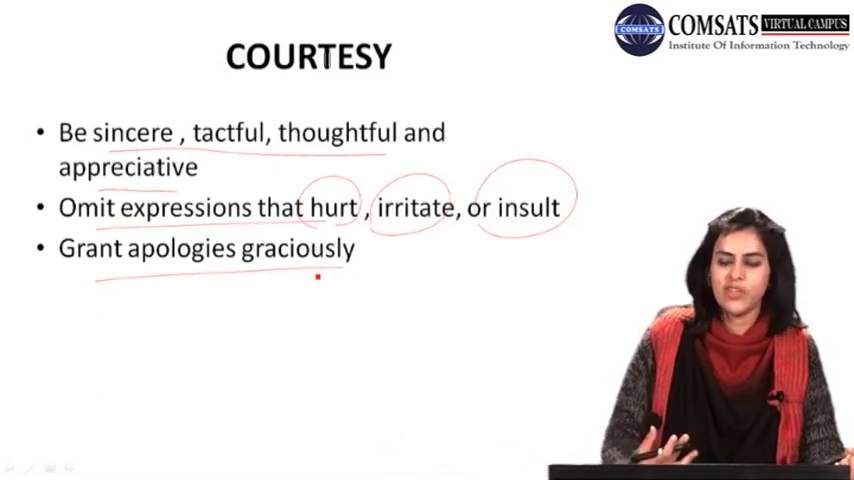 COMSATS VIRTUAL CAMPUS
COMSATS
Institute Of Information Technology
COURTESY
• Be sincere , tactful, thoughtful and
appreciative
• Omit expressions that hurt , irritate, or insult
• Grant apologies graciously